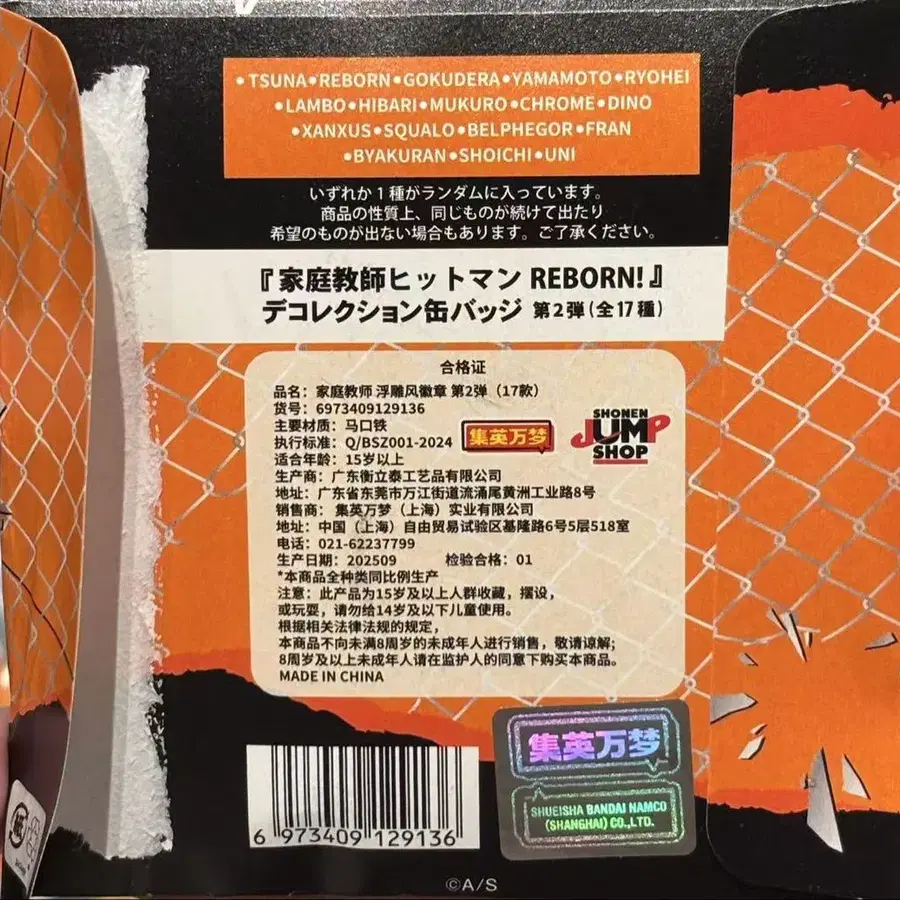 •TSUNA•REBORN•GOKUDERA•YAMAMOTO•RYOHEI
•LAMBO•HIBARI•MUKURO•CHROME•DINO
•XANXUS•SQUALO•BELPHEGOR•FRAN
•BYAKURAN•SHOICHI•UNI
いずれか1種がランダムに入っています。
商品の性質上、同じものが続けて出たり
希望のものが出ない場合もあります。ご了承ください。
『家庭教師ヒットマン REBORN!』
デコレクション缶バッジ 第2弾(全17種)
合格证
品名：家庭教师 浮雕风徽章 第2弹（17款）
货号：6973409129136
主要材质：马口铁
执行标准：Q/BSZ001-2024
适合年龄：15岁以上
集英万梦
SHONEN
JUMP
SHOP
生产商：广东衡立泰工艺品有限公司
地址：广东省东莞市万江街道流涌尾黄洲工业路8号
销售商：集英万梦（上海）实业有限公司
地址：中国（上海）自由贸易试验区基隆路6号5层518室
电话：021-62237799
生产日期：202509 检验合格：01
*本商品全种类同比例生产
注意：此产品为15岁及以上人群收藏，摆设，
或玩耍，请勿给14岁及以下儿童使用。
根据相关法律法规的规定，
本商品不向未满8周岁的未成年人进行销售，敬请谅解；
8周岁及以上未成年人请在监护人的同意下购买本商品。
MADE IN CHINA
集英万梦
SHUEISHA BANDAI NAMCO
(SHANGHAI) CO.,LTD.
6 973409 129136
©A/S